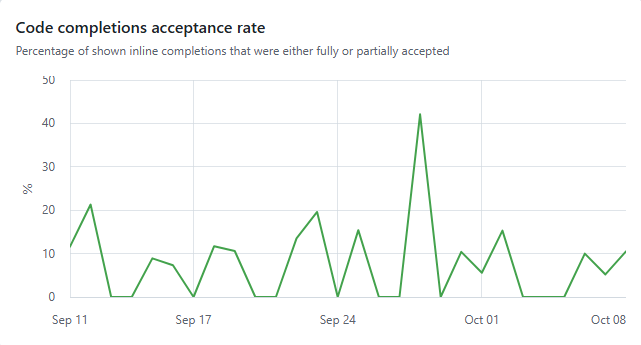 Code completions acceptance rate
Percentage of shown inline completions that were either fully or partially accepted
50
40
30
20
10
0
%
Sep 11 Sep 17 Sep 24 Oct 01 Oct 08